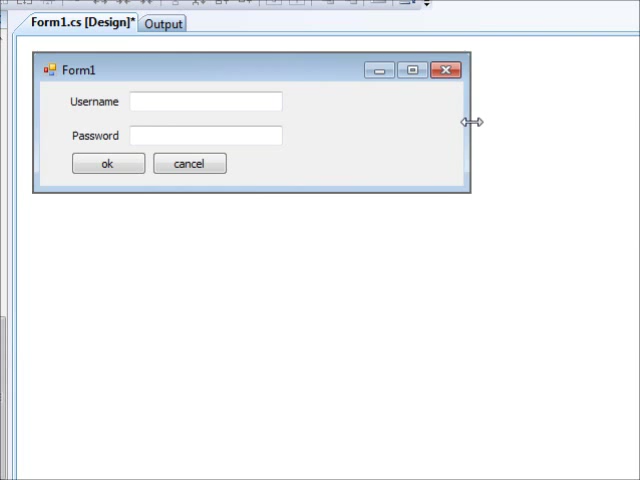 Form1.cs [Design]* Output
Form1
Username
Password
ok cancel